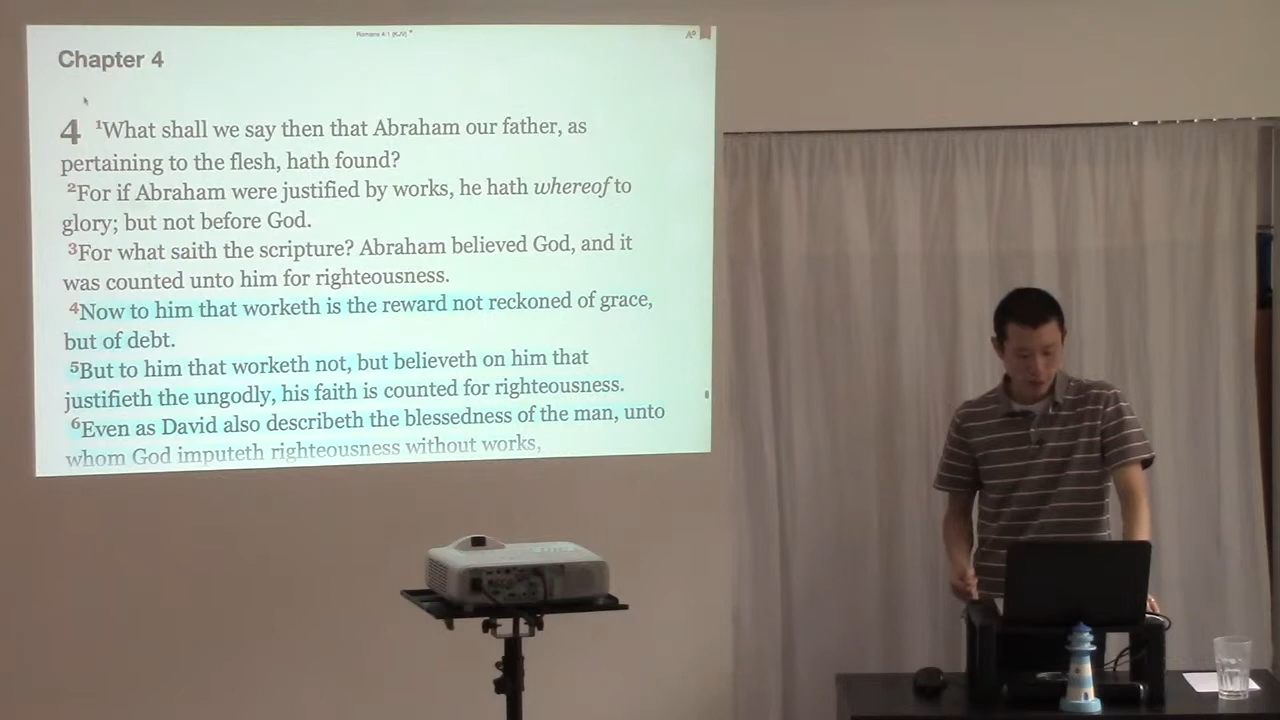 Romans 4:1 (KJV)
Chapter 4
4 1What shall we say then that Abraham our father, as
pertaining to the flesh, hath found?
2For if Abraham were justified by works, he hath whereof to
glory; but not before God.
3For what saith the scripture? Abraham believed God, and it
was counted unto him for righteousness.
4Now to him that worketh is the reward not reckoned of grace,
but of debt.
5But to him that worketh not, but believeth on him that
justifieth the ungodly, his faith is counted for righteousness.
6Even as David also describeth the blessedness of the man, unto
whom God imputeth righteousness without works,